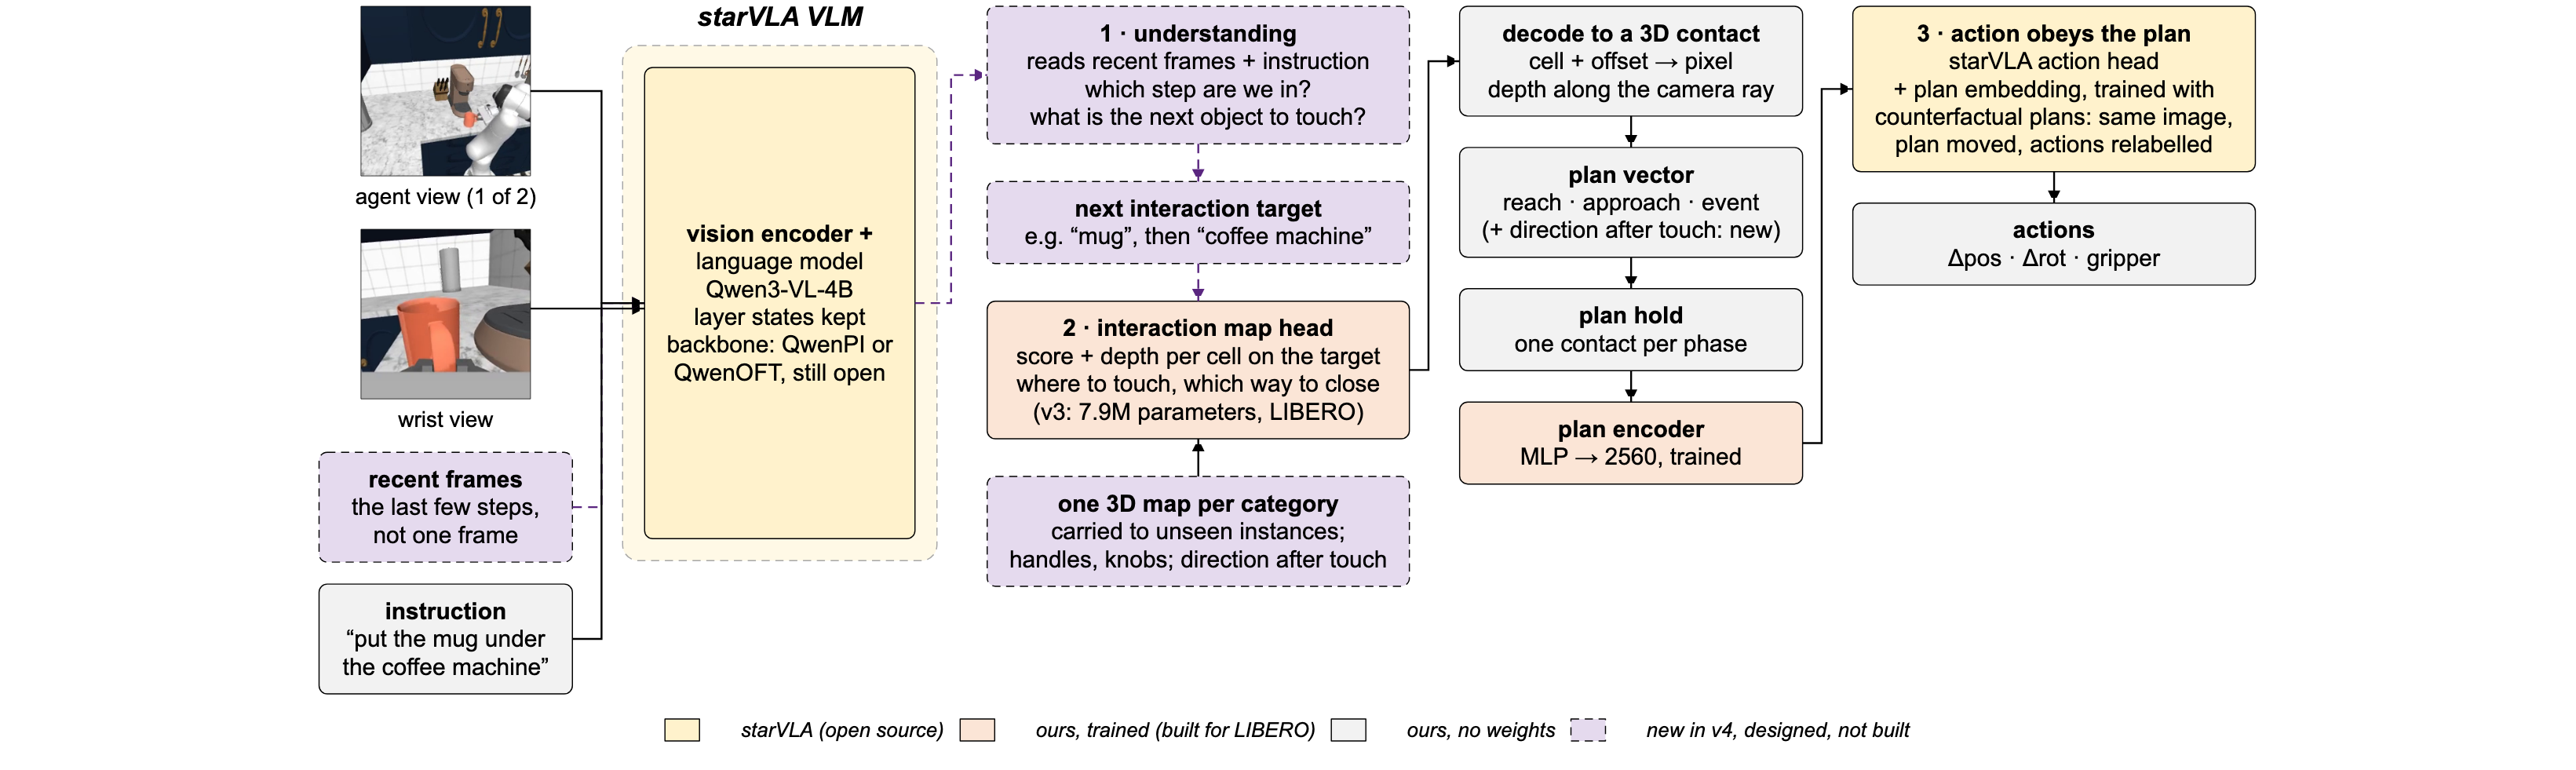 starVLA VLM
agent view (1 of 2)
wrist view
recent frames
the last few steps,
not one frame
instruction
“put the mug under
the coffee machine”
vision encoder +
language model
Qwen3-VL-4B
layer states kept
backbone: QwenPI or
QwenOFT, still open
1 · understanding
reads recent frames + instruction
which step are we in?
what is the next object to touch?
next interaction target
e.g. “mug”, then “coffee machine”
2 · interaction map head
score + depth per cell on the target
where to touch, which way to close
(v3: 7.9M parameters, LIBERO)
one 3D map per category
carried to unseen instances;
handles, knobs; direction after touch
decode to a 3D contact
cell + offset → pixel
depth along the camera ray
plan vector
reach · approach · event
(+ direction after touch: new)
plan hold
one contact per phase
plan encoder
MLP → 2560, trained
3 · action obeys the plan
starVLA action head
+ plan embedding, trained with
counterfactual plans: same image,
plan moved, actions relabelled
actions
Δpos · Δrot · gripper
starVLA (open source)
ours, trained (built for LIBERO)
ours, no weights
new in v4, designed, not built